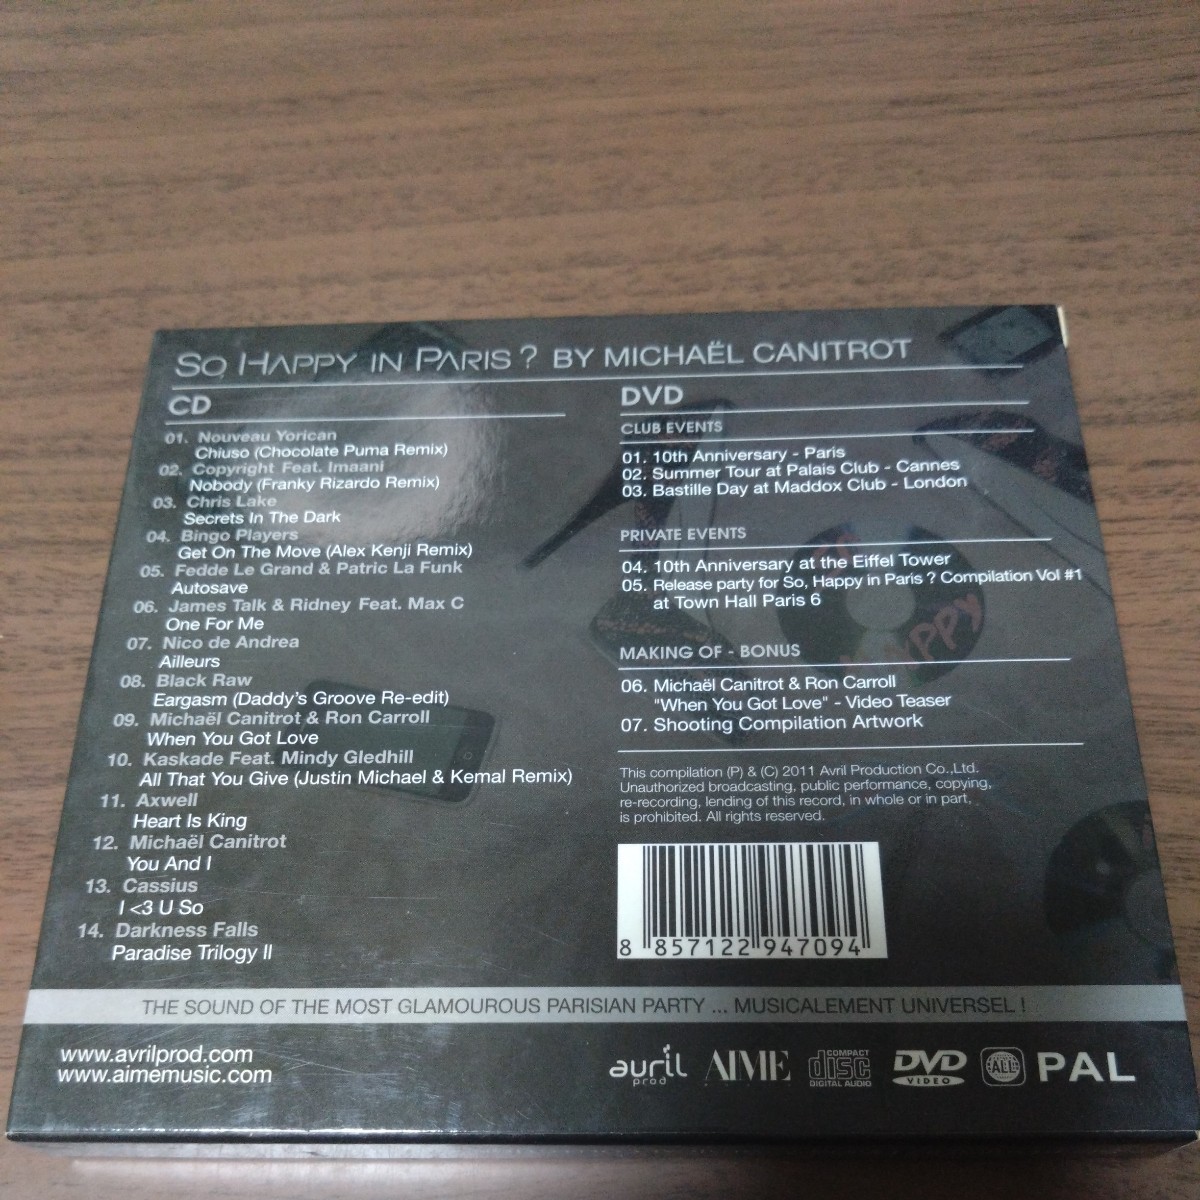 SO, HAPPY IN PARIS ? BY MICHAËL CANITROT
CD
01. Nouveau Yorican
Chiuso (Chocolate Puma Remix)
02. Copyright Feat. Imaani
Nobody (Franky Rizardo Remix)
03. Chris Lake
Secrets In The Dark
04. Bingo Players
Get On The Move (Alex Kenji Remix)
05. Fedde Le Grand & Patric La Funk
Autosave
06. James Talk & Ridney Feat. Max C
One For Me
07. Nico de Andrea
Ailleurs
08. Black Raw
Eargasm (Daddy's Groove Re-edit)
09. Michaël Canitrot & Ron Carroll
When You Got Love
10. Kaskade Feat. Mindy Gledhill
All That You Give (Justin Michael & Kemal Remix)
11. Axwell
Heart Is King
12. Michaël Canitrot
You And I
13. Cassius
I <3 U So
14. Darkness Falls
Paradise Trilogy II
DVD
CLUB EVENTS
01. 10th Anniversary - Paris
02. Summer Tour at Palais Club - Cannes
03. Bastille Day at Maddox Club - London
PRIVATE EVENTS
04. 10th Anniversary at the Eiffel Tower
05. Release party for So, Happy in Paris ? Compilation Vol #1
at Town Hall Paris 6
MAKING OF - BONUS
06. Michaël Canitrot & Ron Carroll
"When You Got Love" - Video Teaser
07. Shooting Compilation Artwork
This compilation (P) & (C) 2011 Avril Production Co.,Ltd.
Unauthorized broadcasting, public performance, copying,
re-recording, lending of this record, in whole or in part,
is prohibited. All rights reserved.
8 857122 947094
THE SOUND OF THE MOST GLAMOUROUS PARISIAN PARTY ... MUSICALEMENT UNIVERSEL !
www.avrilprod.com
www.aimemusic.com
avril
prod
AIME
COMPACT
disc
DIGITAL AUDIO
DVD
VIDEO
ALL
PAL